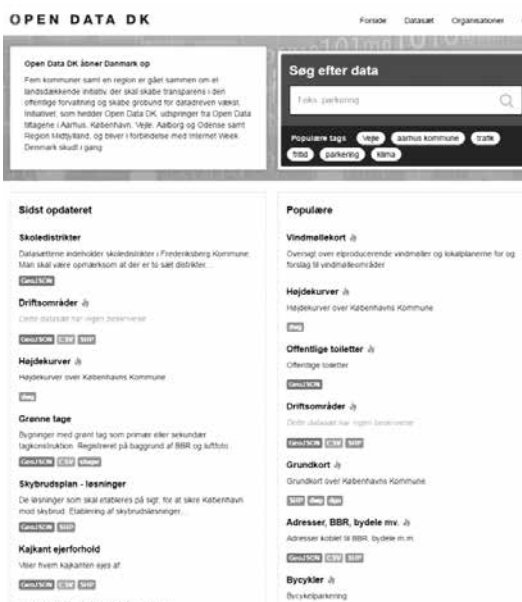 OPEN DATA DK
Forside Datasæt Organisationer
Open Data DK åbner Danmark op
Fem kommuner samt en region er gået sammen om et
landsdækkende initiativ, der skal skabe transparens i den
offentlige forvaltning og skabe grobund for datadreven vækst.
Initiativet, som hedder Open Data DK, udspringer fra Open Data
tiltagene i Aarhus, København, Vejle, Aalborg og Odense samt
Region Midtjylland, og bliver i forbindelse med Internet Week
Denmark skudt i gang
Søg efter data
f.eks. parkering
Populære tags Vejle aarhus kommune trafik
fritid parkering klima
Sidst opdateret
Skoledistrikter
Datasættene indeholder skoledistrikter i Frederiksberg Kommune.
Man skal være opmærksom at der er to sæt distrikter...
GeoJSON
Driftsområder
Dette datasæt har ingen beskrivelse
GeoJSON CSV SHP
Højdekurver
Højdekurver over Københavns Kommune
dwg
Grønne tage
Bygninger med grønt tag som primær eller sekundær
tagkonstruktion. Registreret på baggrund af BBR og luftfoto...
GeoJSON CSV shape
Skybrudsplan - løsninger
De løsninger som skal etableres på sigt, for at sikre København
mod skybrud. Etablering af skybrudsløsninger...
GeoJSON SHP
Kajkant ejerforhold
Viser hvem kajkanten ejes af.
GeoJSON CSV SHP
Populære
Vindmøllekort
Oversigt over elproducerende vindmøller og lokalplanerne for og
forslag til vindmølleområder
Højdekurver
Højdekurver over Københavns Kommune
dwg
Offentlige toiletter
Offentlige toiletter
GeoJSON
Driftsområder
Dette datasæt har ingen beskrivelse
GeoJSON CSV SHP
Grundkort
Grundkort over Københavns Kommune
SHP dwg dgn
Adresser, BBR, bydele mv.
Adresser koblet til BBR, bydele m.m.
GeoJSON CSV SHP
Bycykler
Bycykelparkering